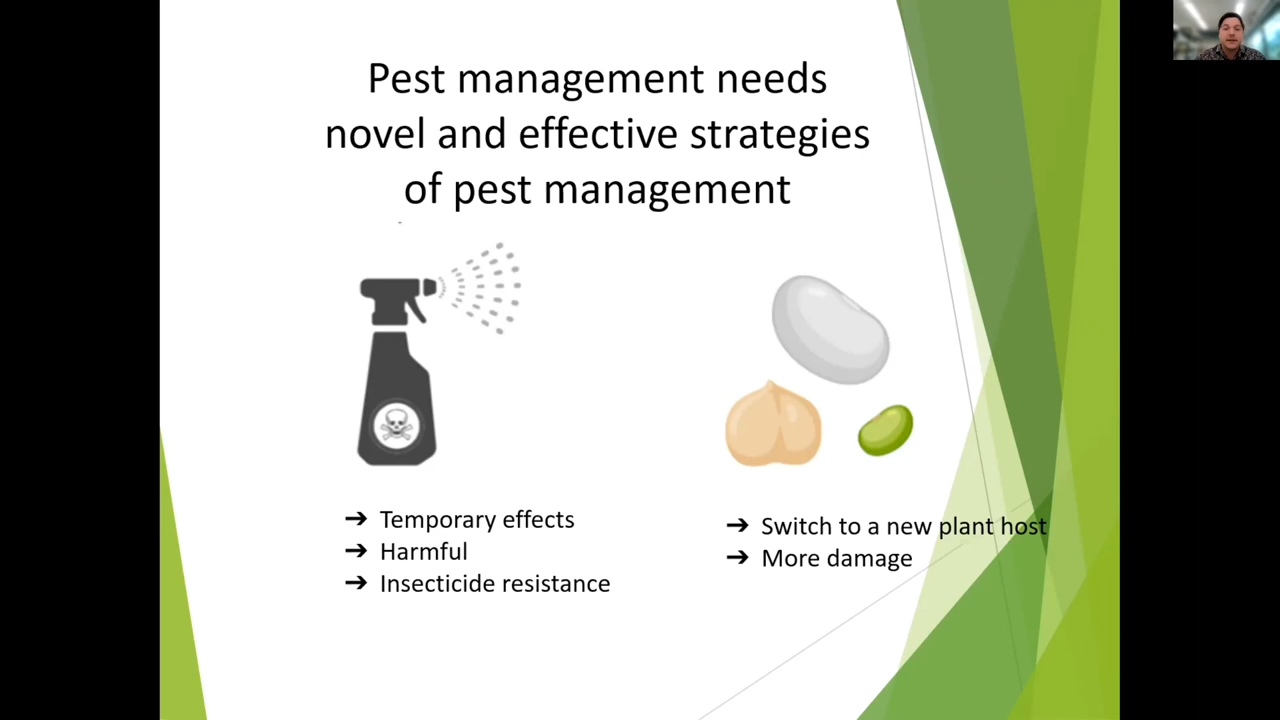 Pest management needs
novel and effective strategies
of pest management
➔ Temporary effects
➔ Harmful
➔ Insecticide resistance
➔ Switch to a new plant host
➔ More damage